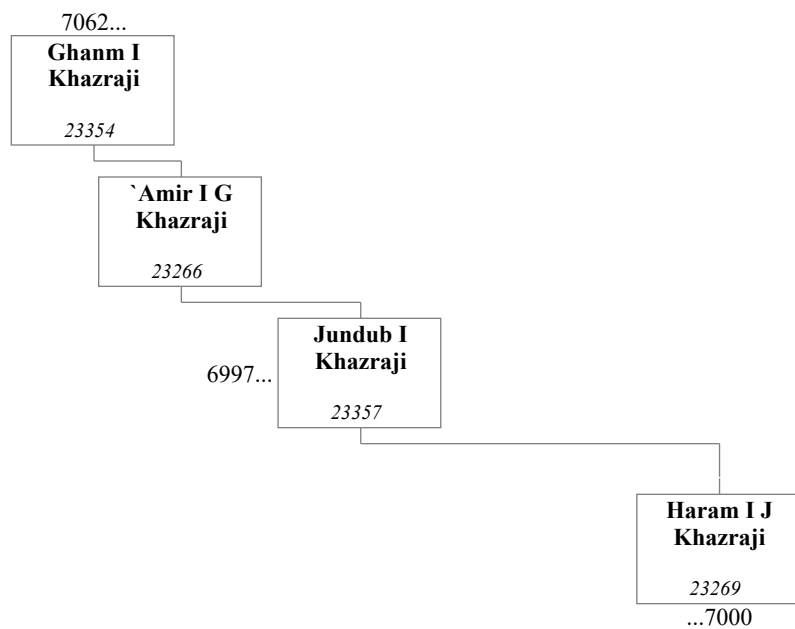 7062...
Ghanm I
Khazraji
23354
`Amir I G
Khazraji
23266
Jundub I
Khazraji
6997...
23357
Haram I J
Khazraji
23269
...7000